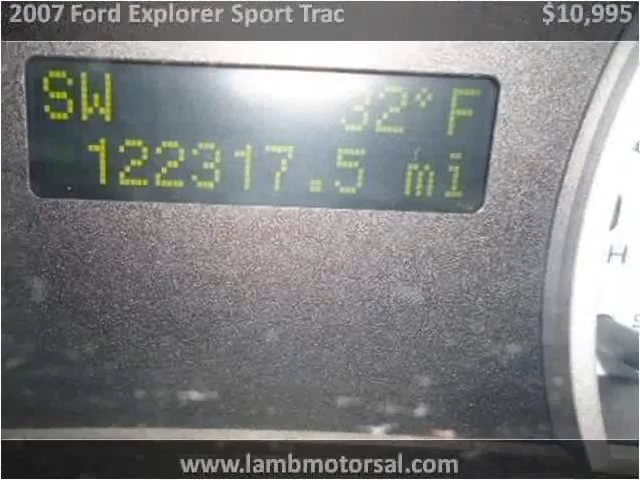 2007 Ford Explorer Sport Trac $10,995
SW 32° F
122317.5 mi
H
www.lambmotorsal.com